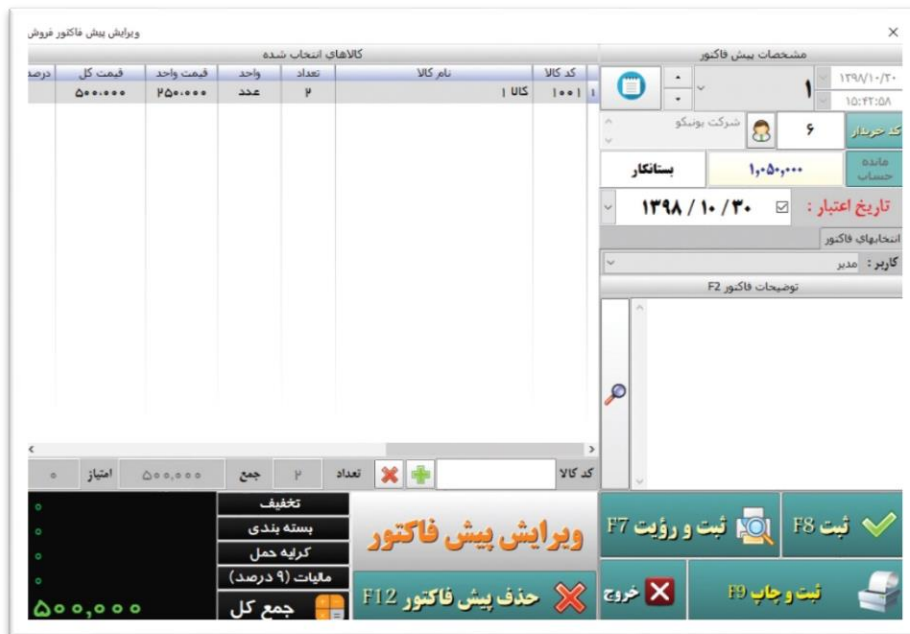 ویرایش پیش فاکتور فروش
مشخصات پیش فاکتور
۱۳۹۸/۱۰/۳۰
۱
۱۵:۴۲:۵۸
کد خریدار
۶
شرکت یونیکو
مانده حساب
۱,۰۵۰,۰۰۰
بستانکار
تاریخ اعتبار :
۱۳۹۸ / ۱۰ / ۳۰
انتخابهای فاکتور
کاربر : مدیر
توضیحات فاکتور F2
کالاهای انتخاب شده
کد کالا نام کالا تعداد واحد قیمت واحد قیمت کل درصد
۱ ۱۰۰۱ کالا ۱ ۲ عدد ۲۵۰،۰۰۰ ۵۰۰،۰۰۰
کد کالا تعداد ۲ جمع ۵۰۰,۰۰۰ امتیاز ۰
ثبت F8
ثبت و رؤیت F7
ثبت و چاپ F9
خروج
ویرایش پیش فاکتور
حذف پیش فاکتور F12
تخفیف ۰
بسته بندی ۰
کرایه حمل ۰
مالیات (۹ درصد) ۰
جمع کل ۵۰۰,۰۰۰